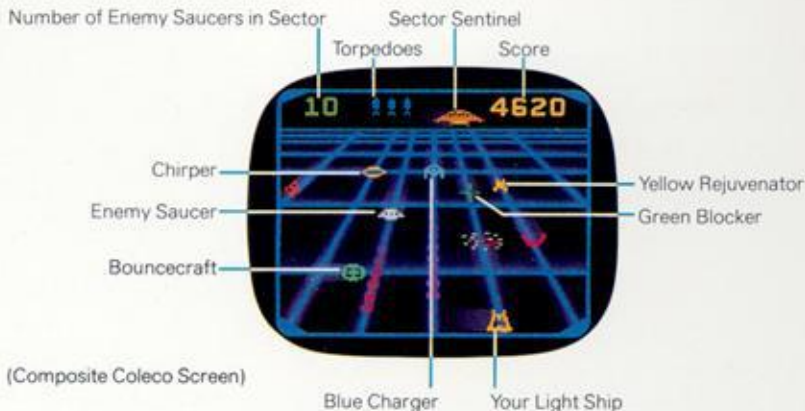 Number of Enemy Saucers in Sector
Sector Sentinel
Torpedoes
Score
10
4620
Chirper
Yellow Rejuvenator
Enemy Saucer
Green Blocker
Bouncecraft
(Composite Coleco Screen)
Blue Charger
Your Light Ship